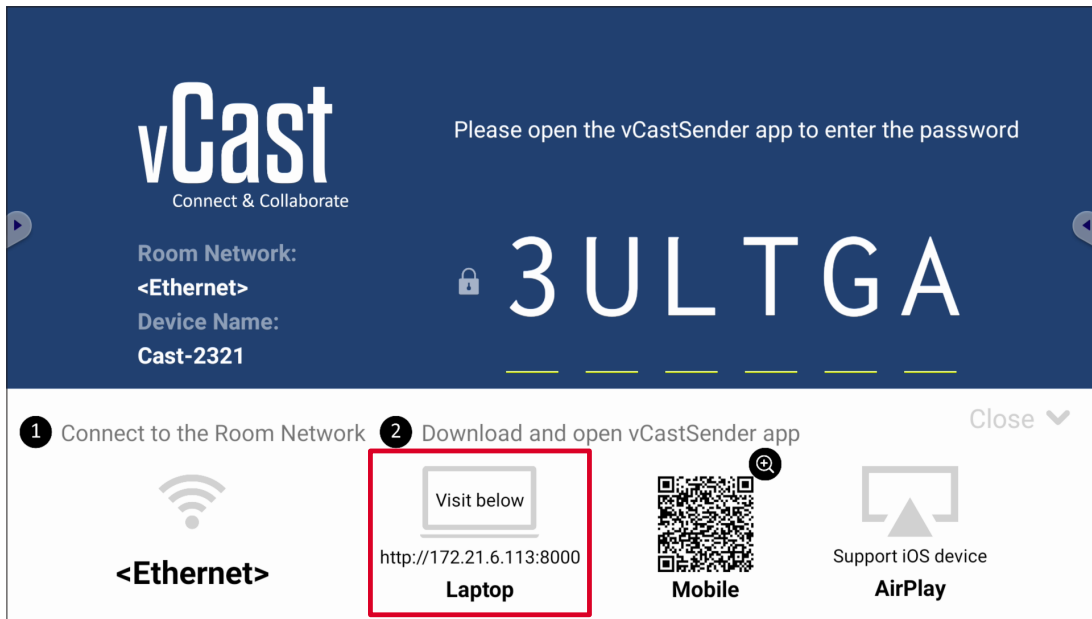 vCast
Connect & Collaborate
Please open the vCastSender app to enter the password
Room Network:
<Ethernet>
Device Name:
Cast-2321
3ULTGA
1 Connect to the Room Network
2 Download and open vCastSender app
Close
<Ethernet>
Visit below
http://172.21.6.113:8000
Laptop
Mobile
Support iOS device
AirPlay